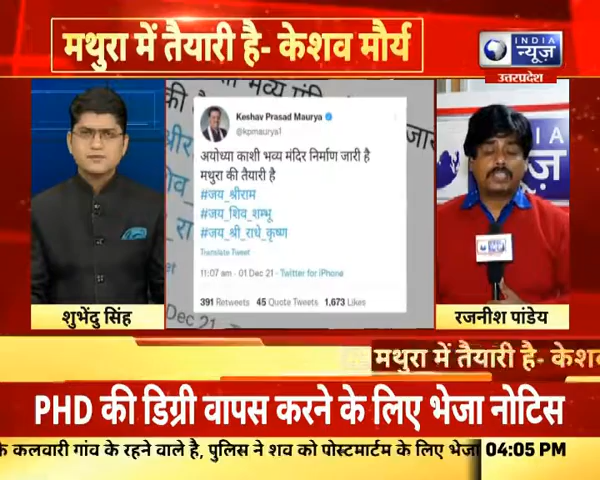 मथुरा में तैयारी है- केशव मौर्य
INDIA
न्यूज़
उत्तरप्रदेश
Keshav Prasad Maurya
@kpmaurya1
अयोध्या काशी भव्य मंदिर निर्माण जारी है
मथुरा की तैयारी है
#जय_श्रीराम
#जय_शिव_शम्भू
#जय_श्री_राधे_कृष्ण
Translate Tweet
11:07 am · 01 Dec 21 · Twitter for iPhone
391 Retweets 45 Quote Tweets 1,673 Likes
Dec 21
शुभेंदु सिंह
रजनीश पांडेय
मथुरा में तैयारी है- केशव
PHD की डिग्री वापस करने के लिए भेजा नोटिस
के कलवारी गांव के रहने वाले है, पुलिस ने शव को पोस्टमार्टम के लिए भेजा
04:05 PM